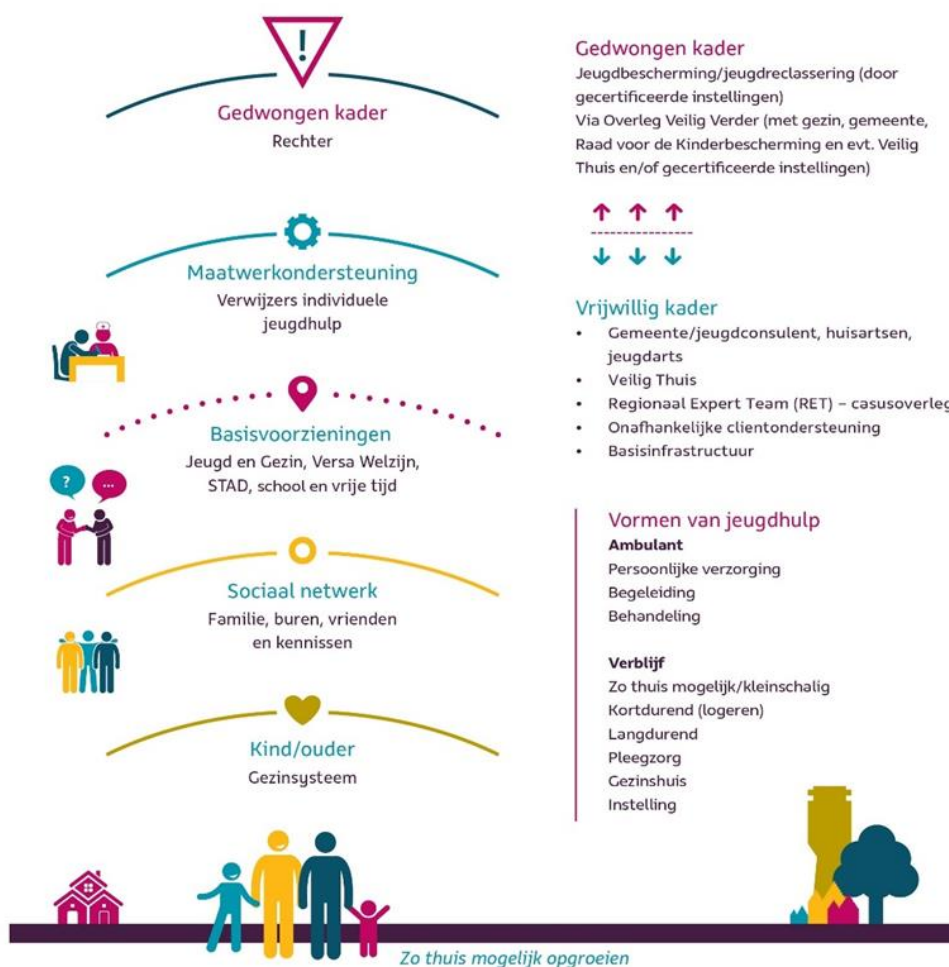 !
Gedwongen kader
Rechter
Maatwerkondersteuning
Verwijzers individuele
jeugdhulp
Basisvoorzieningen
Jeugd en Gezin, Versa Welzijn,
STAD, school en vrije tijd
?
...
Sociaal netwerk
Familie, buren, vrienden
en kennissen
Kind/ouder
Gezinsysteem
Gedwongen kader
Jeugdbescherming/jeugdreclassering (door
gecertificeerde instellingen)
Via Overleg Veilig Verder (met gezin, gemeente,
Raad voor de Kinderbescherming en evt. Veilig
Thuis en/of gecertificeerde instellingen)
Vrijwillig kader
• Gemeente/jeugdconsulent, huisartsen,
jeugdarts
• Veilig Thuis
• Regionaal Expert Team (RET) – casusoverleg
• Onafhankelijke clientondersteuning
• Basisinfrastructuur
Vormen van jeugdhulp
Ambulant
Persoonlijke verzorging
Begeleiding
Behandeling
Verblijf
Zo thuis mogelijk/kleinschalig
Kortdurend (logeren)
Langdurend
Pleegzorg
Gezinshuis
Instelling
Zo thuis mogelijk opgroeien